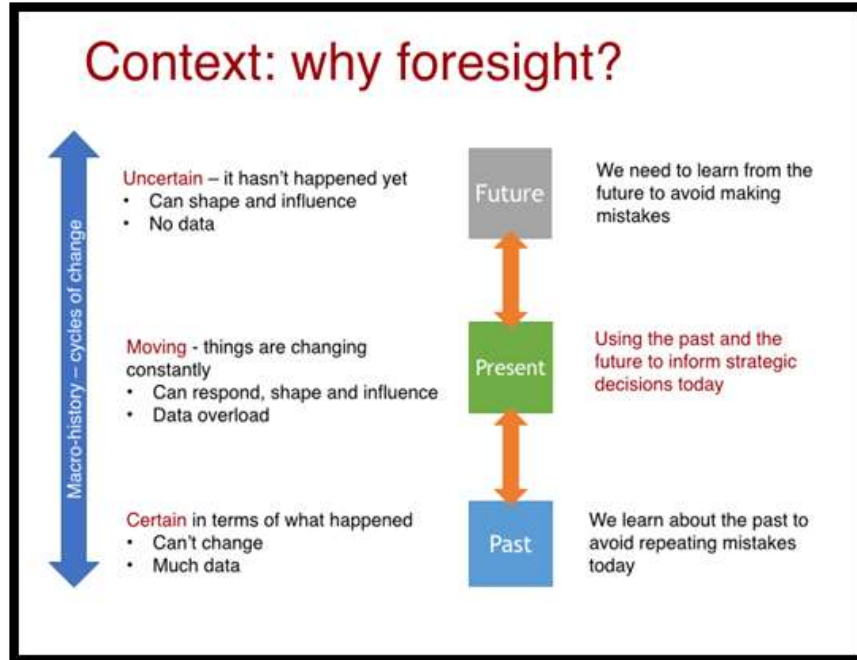 Context: why foresight?
Macro-history – cycles of change
Uncertain – it hasn't happened yet
• Can shape and influence
• No data
Future
We need to learn from the
future to avoid making
mistakes
Moving - things are changing
constantly
• Can respond, shape and influence
• Data overload
Present
Using the past and the
future to inform strategic
decisions today
Certain in terms of what happened
• Can't change
• Much data
Past
We learn about the past to
avoid repeating mistakes
today